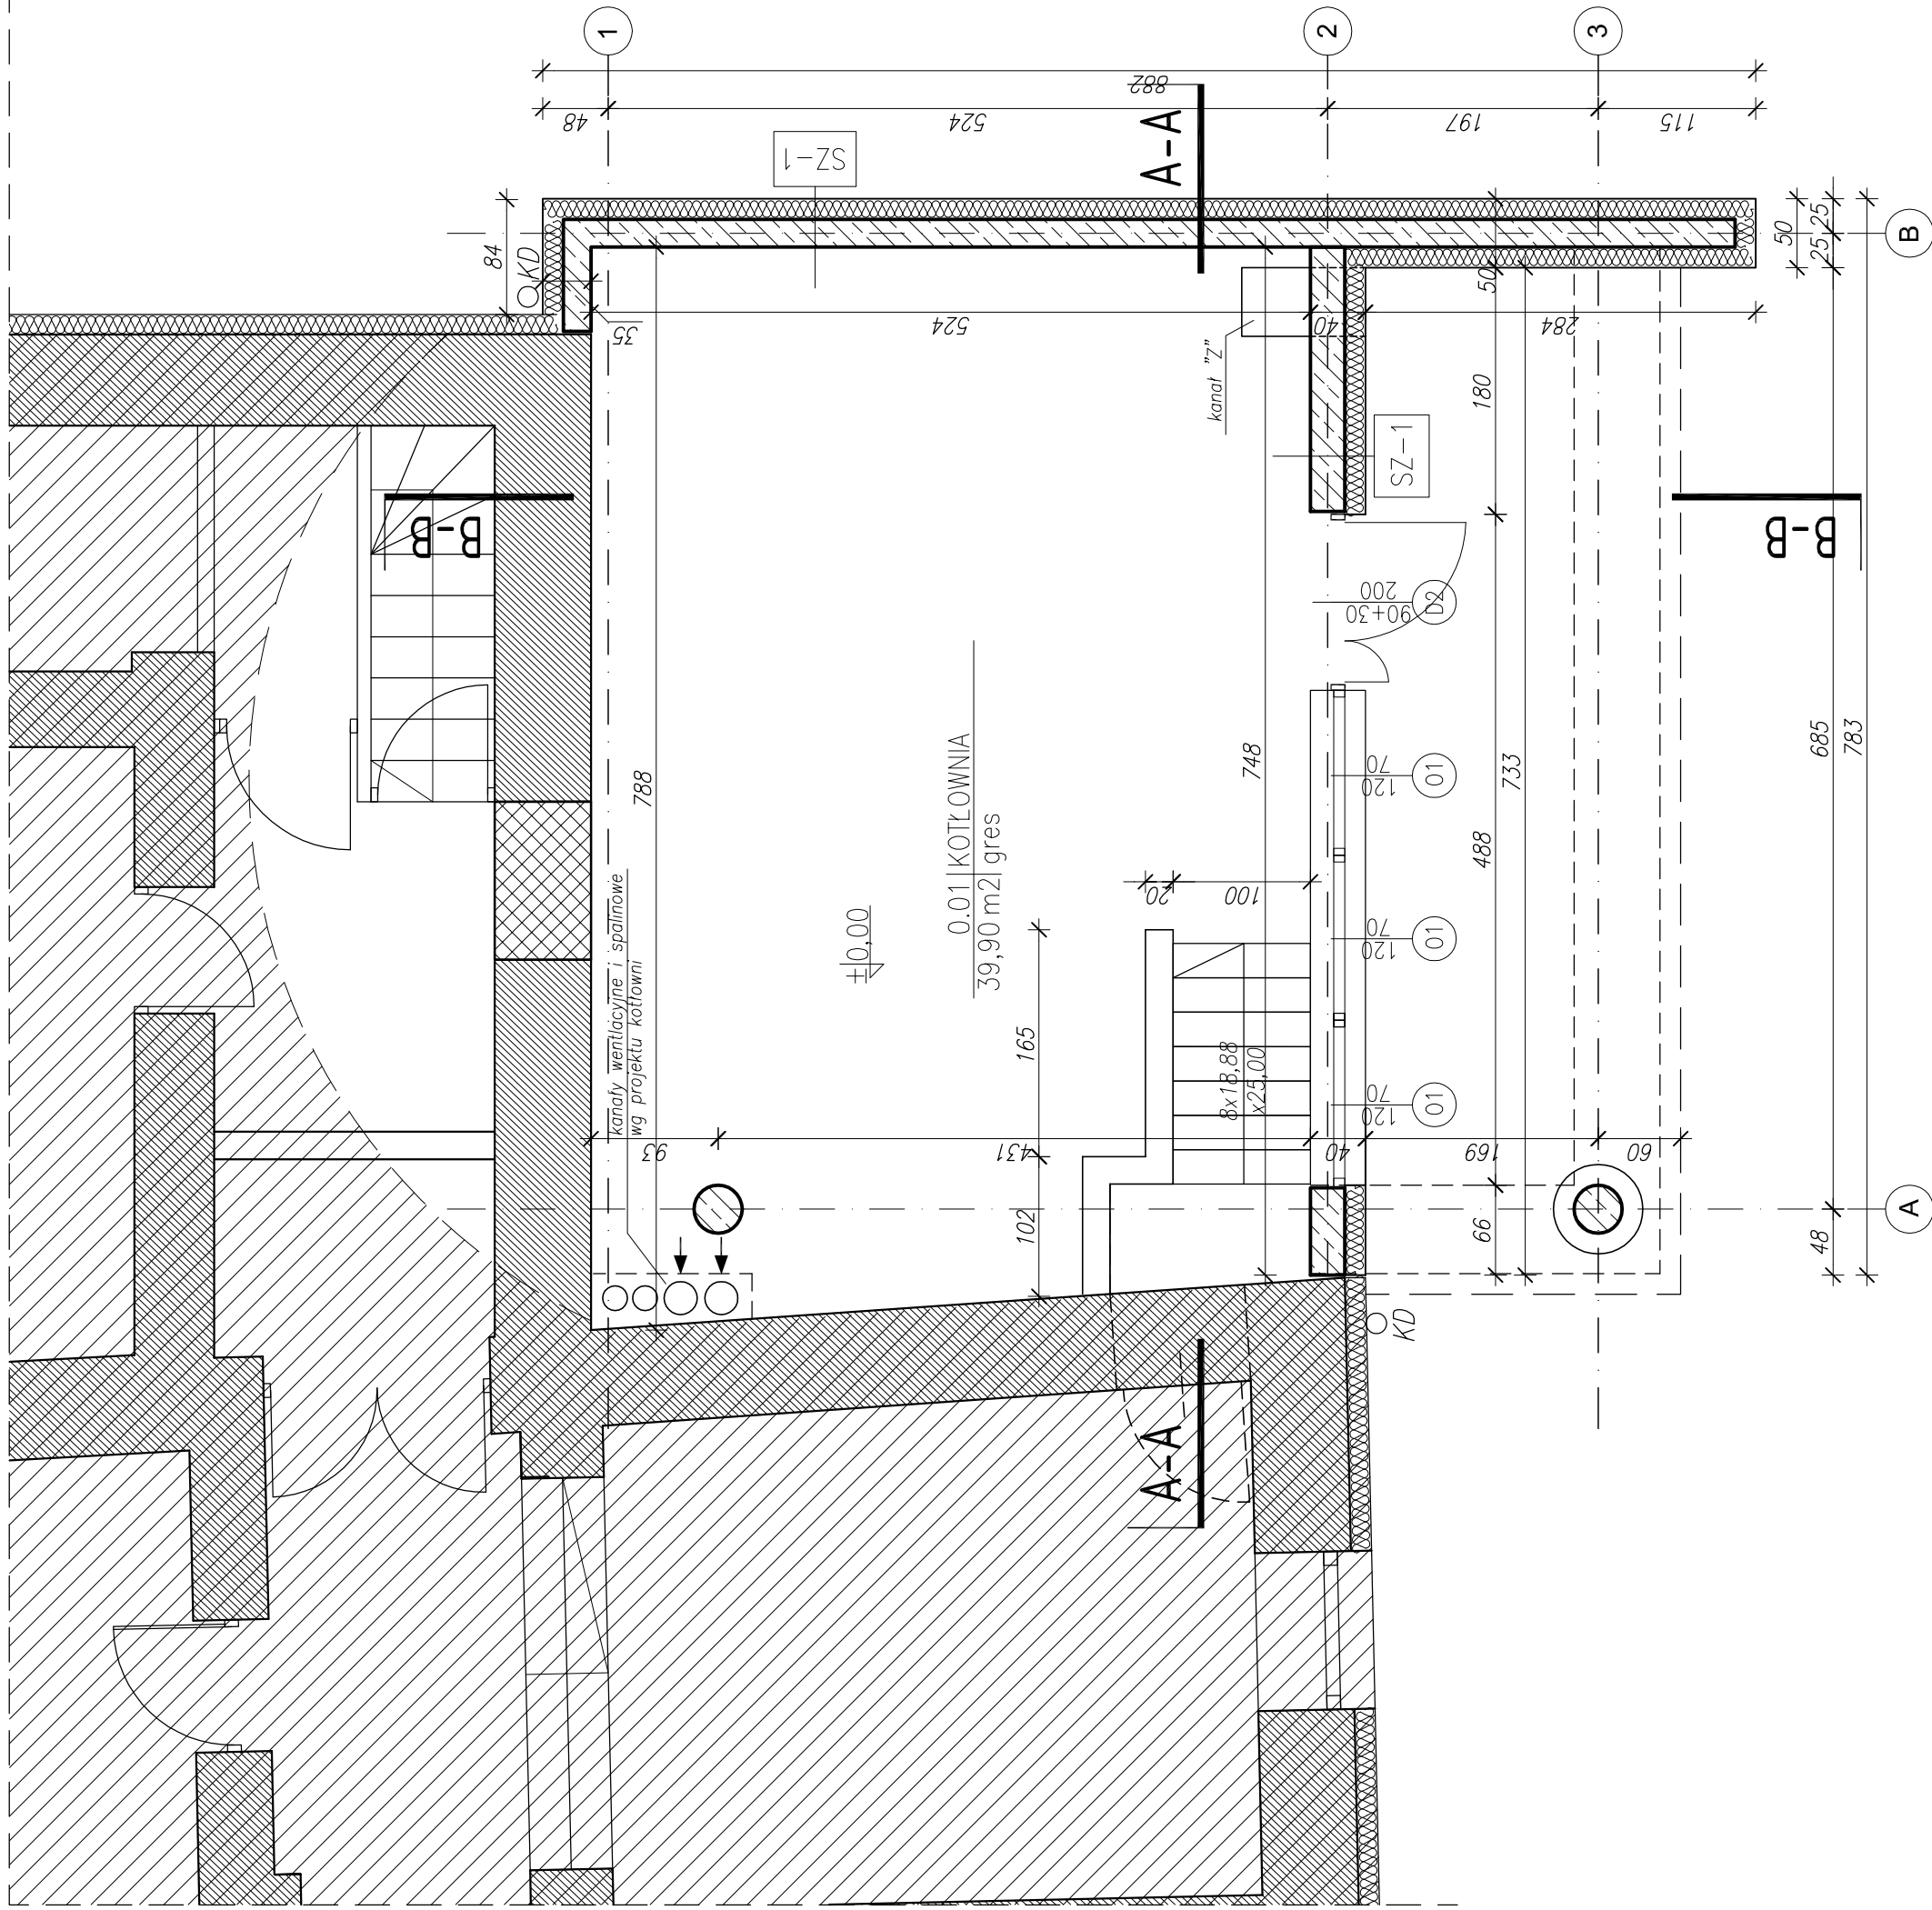 1
2
3
882
48
524
197
115
SZ-1
A-A
84
KD
50
25
25
B
35
524
40
50
284
kanał "Z"
180
SZ-1
B-B
B-B
200
90+30
D2
788
0.01 KOTŁOWNIA
39,90 m2 gres
748
70
120
01
733
685
783
kanały wentlacyjne i spalinowe
wg projektu kotłowni
±0,00
20
100
488
70
120
01
165
8x18,88
x25,00
70
120
01
93
431
40
169
60
102
66
48
A
KD
A-A